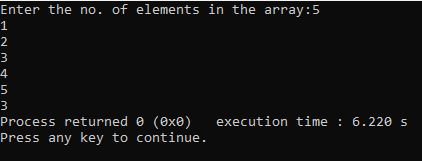 Enter the no. of elements in the array:5
1
2
3
4
5
3
Process returned 0 (0x0)   execution time : 6.220 s
Press any key to continue.